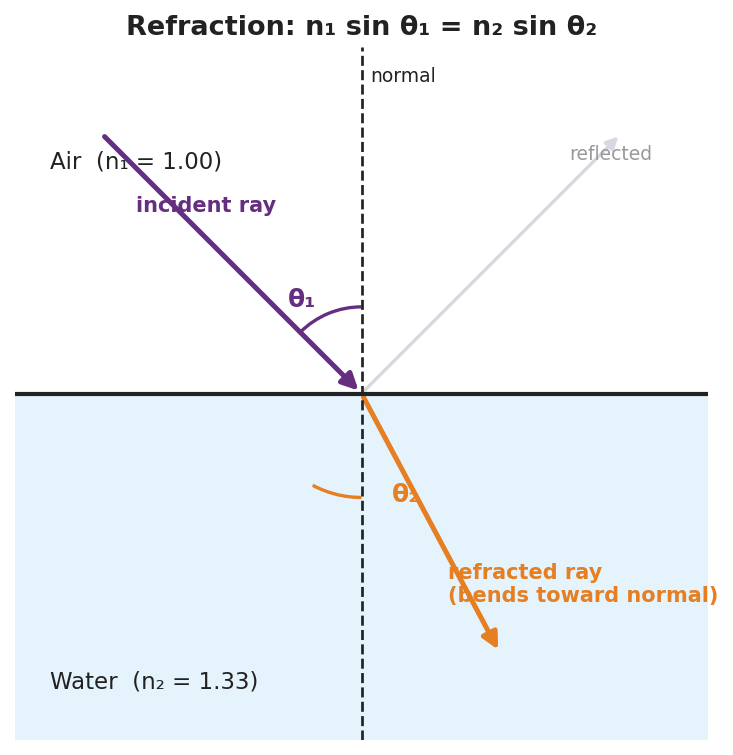 Refraction: n₁ sin θ₁ = n₂ sin θ₂
normal
Air  (n₁ = 1.00)
reflected
incident ray
θ₁
θ₂
refracted ray
(bends toward normal)
Water  (n₂ = 1.33)